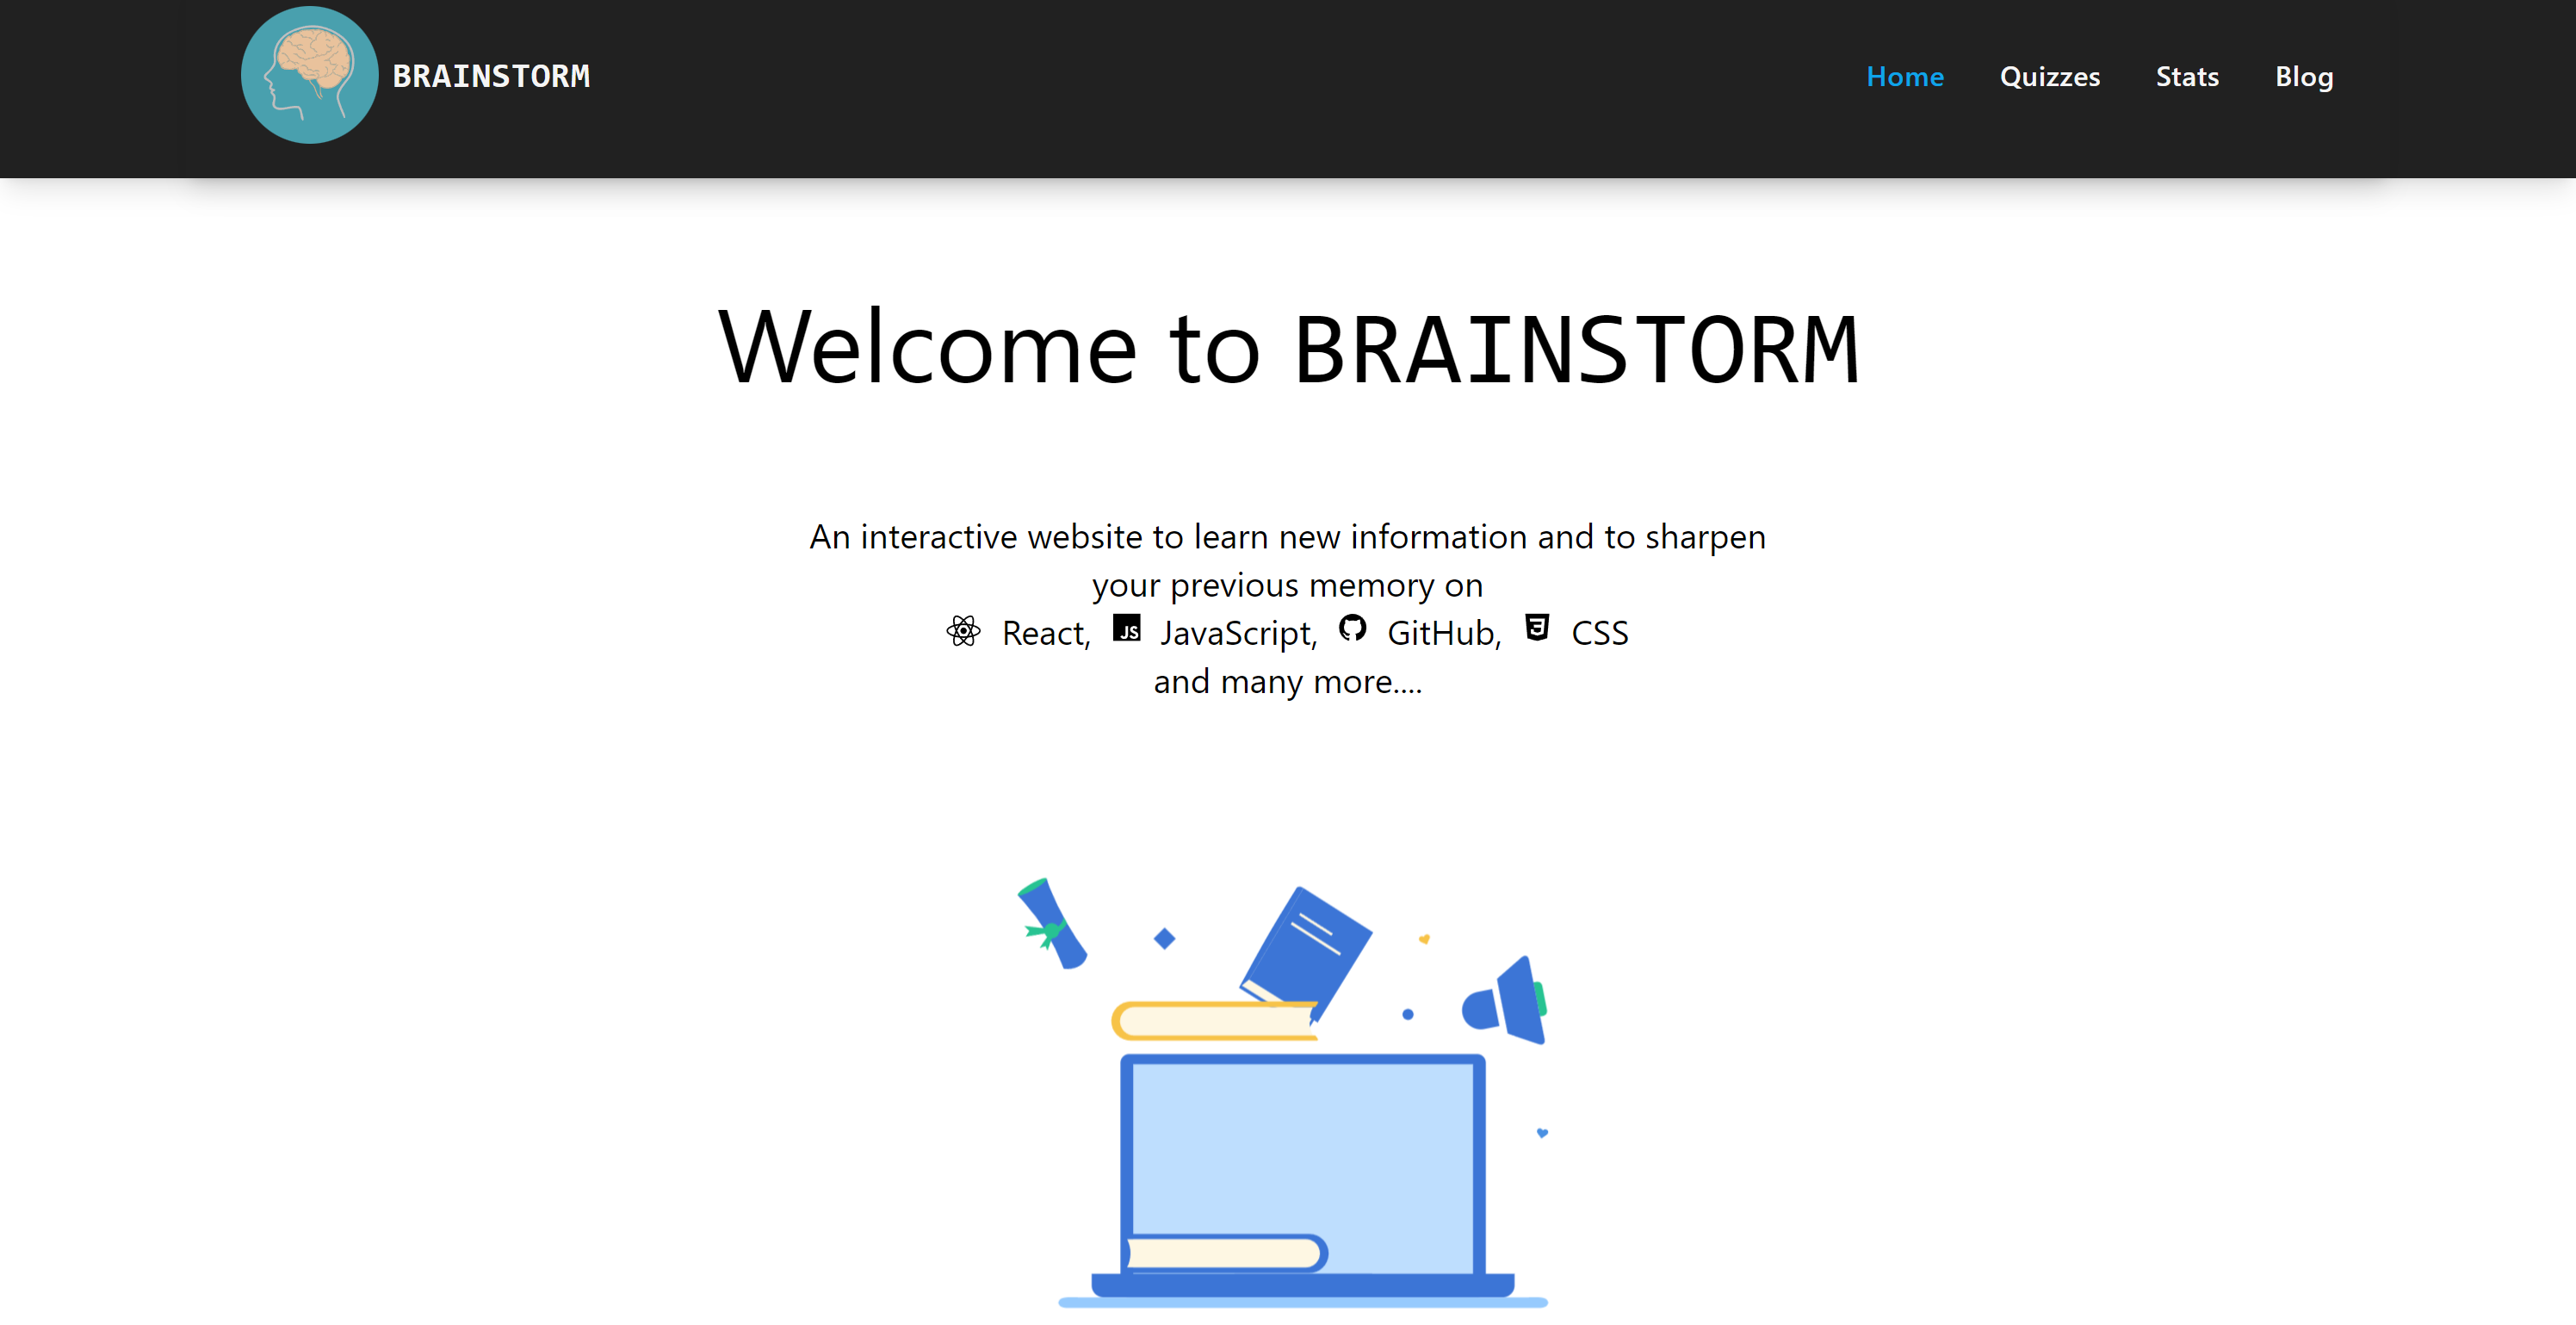 BRAINSTORM
Home Quizzes Stats Blog
Welcome to BRAINSTORM
An interactive website to learn new information and to sharpen
your previous memory on
JS
React, JavaScript, GitHub, CSS
and many more....